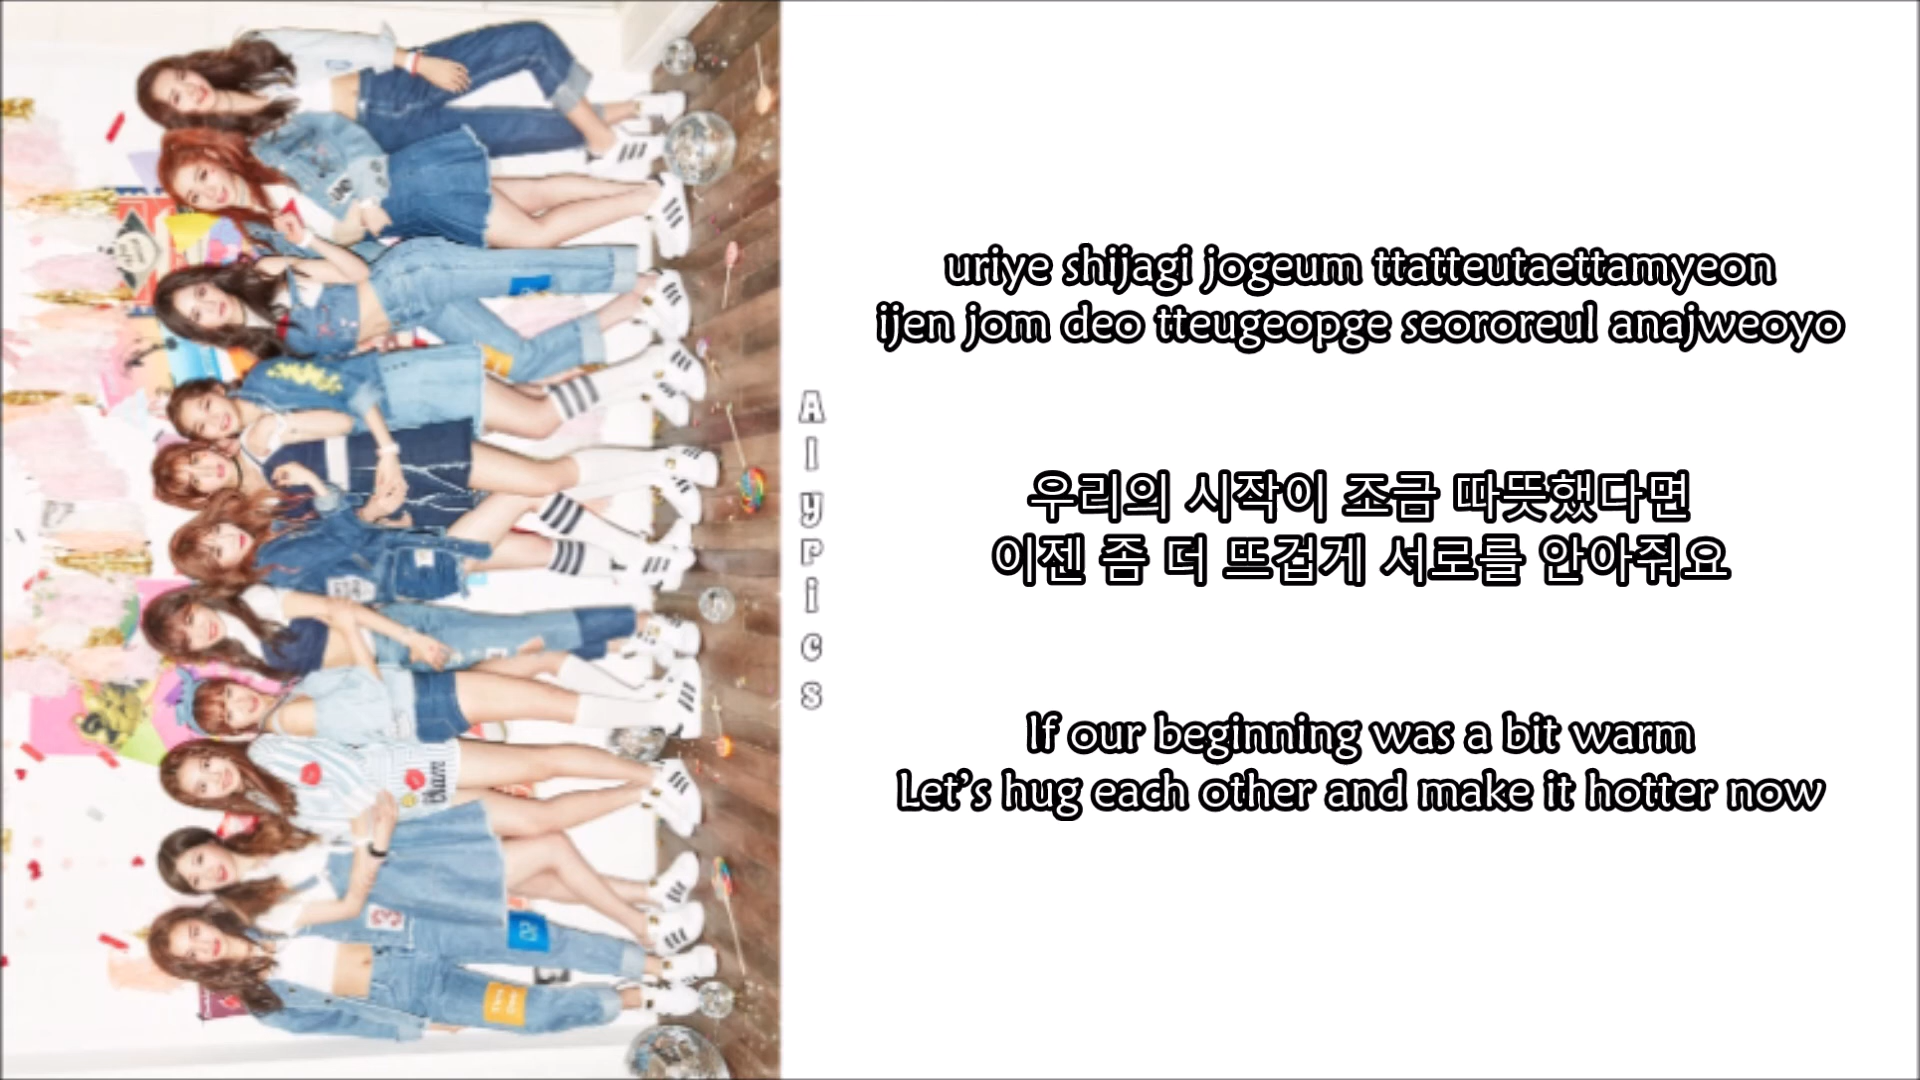 uriye shijagi jogeum ttatteutaettamyeon
ijen jom deo tteugeopge seororeul anajweoyo
Alypics
우리의 시작이 조금 따뜻했다면
이젠 좀 더 뜨겁게 서로를 안아줘요
If our beginning was a bit warm
Let’s hug each other and make it hotter now